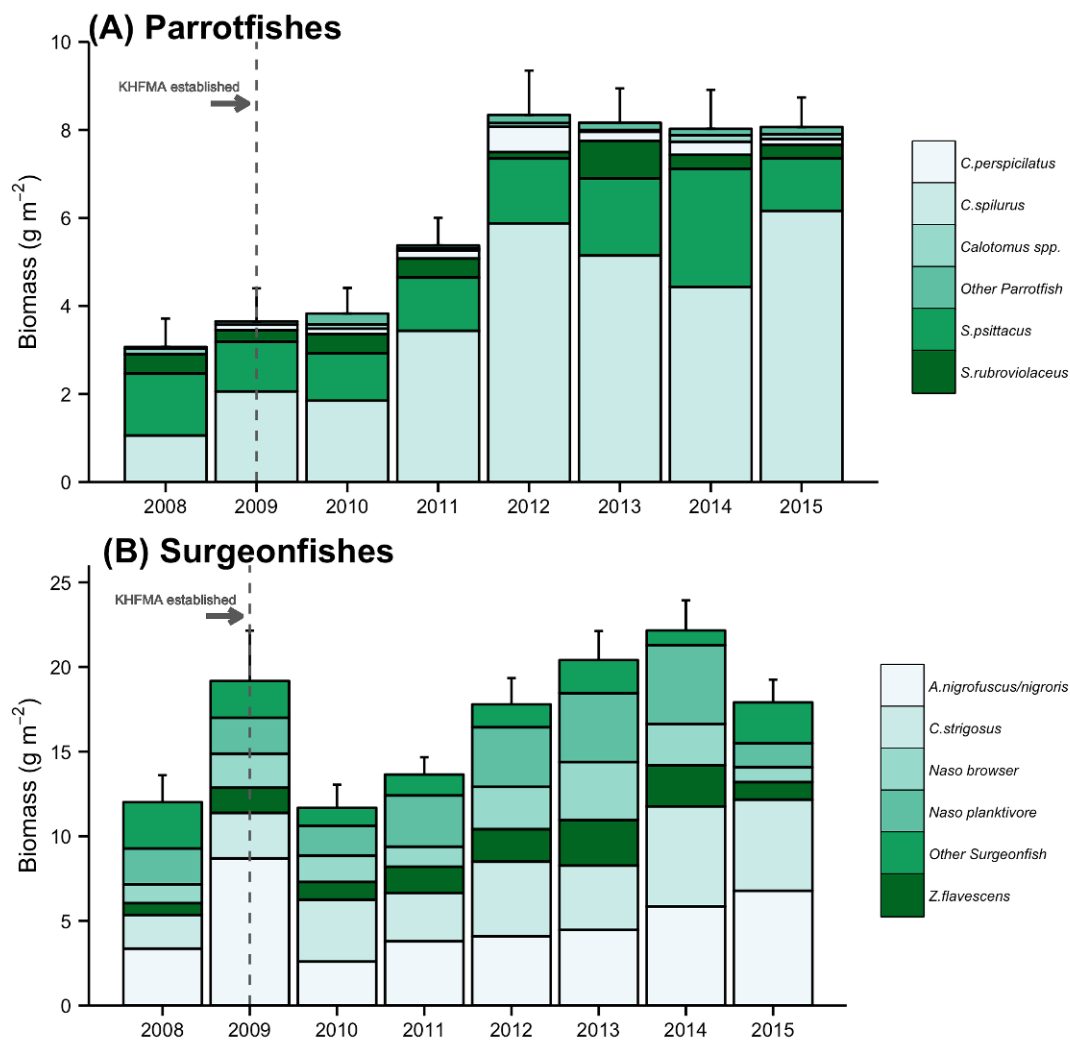 (A) Parrotfishes
10
KHFMA established
8
6
4
2
0
Biomass (g m⁻²)
2008 2009 2010 2011 2012 2013 2014 2015
C.perspicilatus
C.spilurus
Calotomus spp.
Other Parrotfish
S.psittacus
S.rubroviolaceus
(B) Surgeonfishes
25
KHFMA established
20
15
10
5
0
Biomass (g m⁻²)
2008 2009 2010 2011 2012 2013 2014 2015
A.nigrofuscus/nigroris
C.strigosus
Naso browser
Naso planktivore
Other Surgeonfish
Z.flavescens